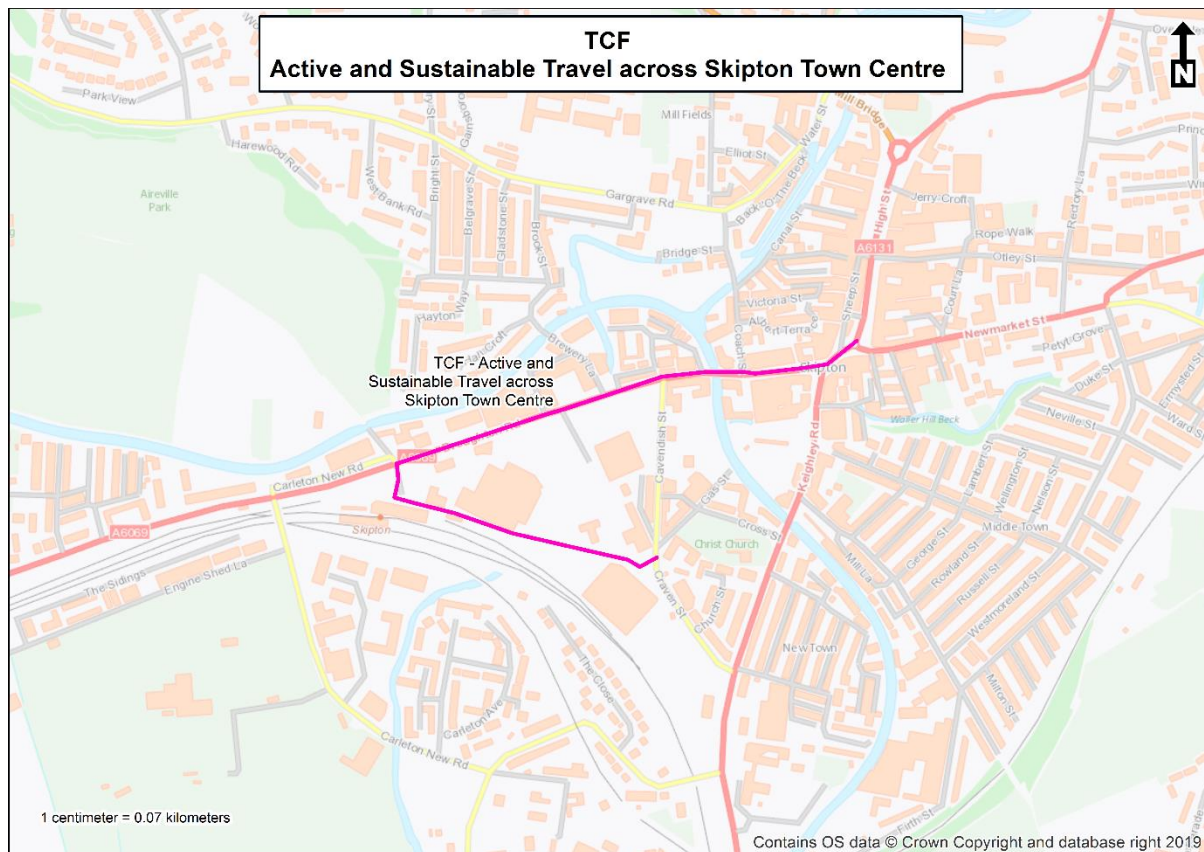 TCF
Active and Sustainable Travel across Skipton Town Centre
N
Park View
Harewood Rd
West Bank Rd
Bright St
Belgrave St
Gladstone St
Brook St
Mill Fields
Elliot St
Gargrave Rd
Back O The Beck
Water St
Mill Bridge
Canal St
Bridge St
High St
A6131
Jerry Croft
Rope Walk
Otley St
Rectory La
Court La
Sheep St
Newmarket St
Aireville
Park
Victoria St
Albert Terrace
Coach St
Skipton
Brewery La
TCF - Active and
Sustainable Travel across
Skipton Town Centre
Petyt Grove
Duke St
Ermysted St
Ward St
Neville St
Waller Hill Beck
Keighley Rd
Cavendish St
Gas St
Cross St
Christ Church
Lambert St
Wellington St
Nelson St
Middle Town
George St
Rowland St
Russell St
Westmoreland St
Mill La
Milton St
Carleton New Rd
A6069
Skipton
The Sidings
Engine Shed La
Craven St
Church St
New Town
The Close
Carleton Ave
Carleton New Rd
Firth St
1 centimeter = 0.07 kilometers
Contains OS data © Crown Copyright and database right 2019